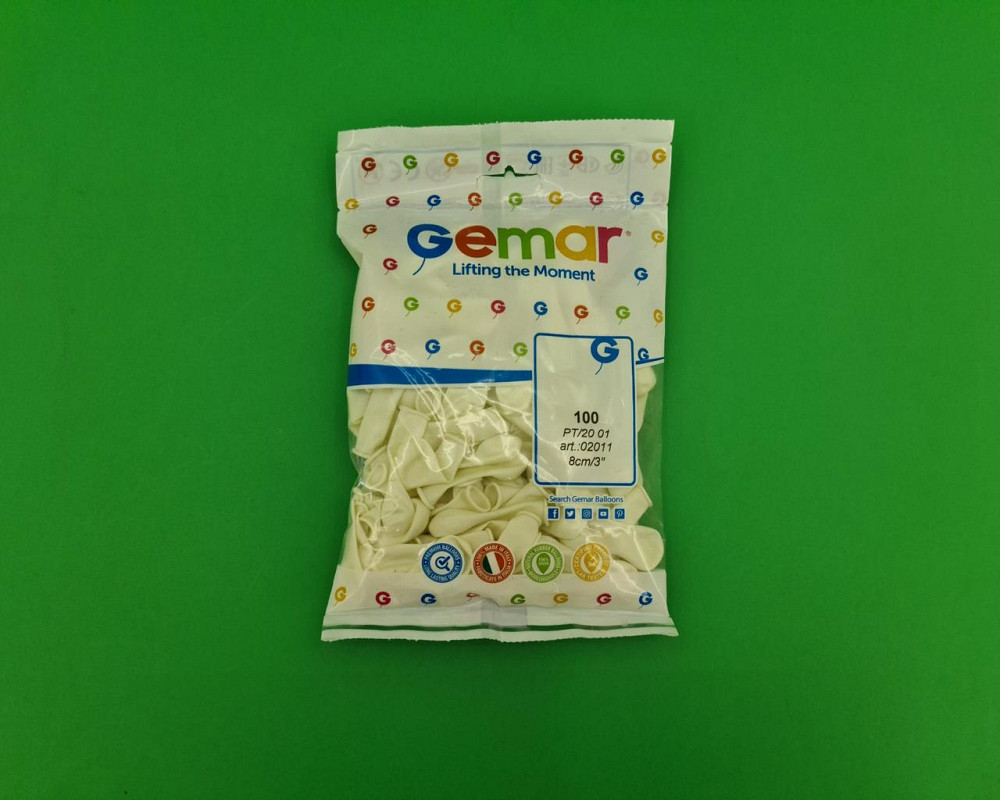 Gemar®
Lifting the Moment
100
PT/20 01
art.:02011
8cm/3"
Search Gemar Balloons